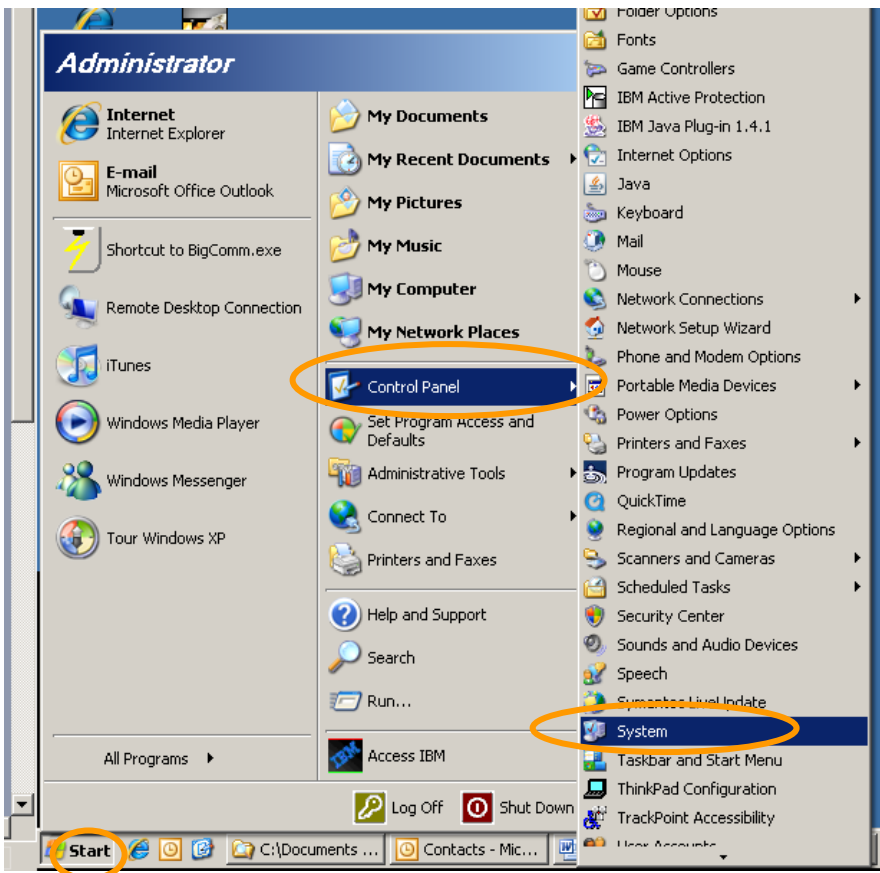 Administrator
Internet
Internet Explorer
E-mail
Microsoft Office Outlook
Shortcut to BigComm.exe
Remote Desktop Connection
iTunes
Windows Media Player
Windows Messenger
Tour Windows XP
All Programs
My Documents
My Recent Documents
My Pictures
My Music
My Computer
My Network Places
Control Panel
Set Program Access and
Defaults
Administrative Tools
Connect To
Printers and Faxes
Help and Support
Search
Run...
IBM
Access IBM
Log Off
Shut Down
Folder Options
Fonts
Game Controllers
IBM Active Protection
IBM Java Plug-in 1.4.1
Internet Options
Java
Keyboard
Mail
Mouse
Network Connections
Network Setup Wizard
Phone and Modem Options
Portable Media Devices
Power Options
Printers and Faxes
Program Updates
QuickTime
Regional and Language Options
Scanners and Cameras
Scheduled Tasks
Security Center
Sounds and Audio Devices
Speech
Symantec LiveUpdate
System
Taskbar and Start Menu
ThinkPad Configuration
TrackPoint Accessibility
User Accounts
Start
C:\Docu
ments ...
Contacts - Mic...